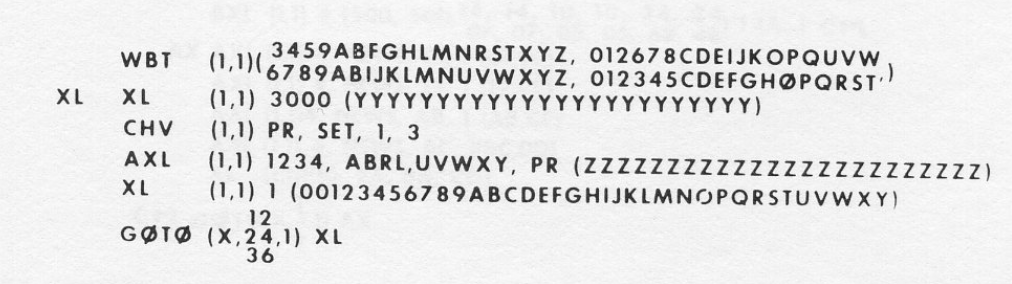 3459ABFGHLMNRSTXYZ, 012678CDEIJKOPQUVW
WBT (1,1)( , )
6789ABIJKLMNUVWXYZ, 012345CDEFGHØPQRST
XL XL (1,1) 3000 (YYYYYYYYYYYYYYYYYYYYYYYY)
CHV (1,1) PR, SET, 1, 3
AXL (1,1) 1234, ABRL,UVWXY, PR (ZZZZZZZZZZZZZZZZZZZZZZZZZ)
XL (1,1) 1 (00123456789ABCDEFGHIJKLMNOPQRSTUVWXY)
12
GØTØ (X,24,1) XL
36